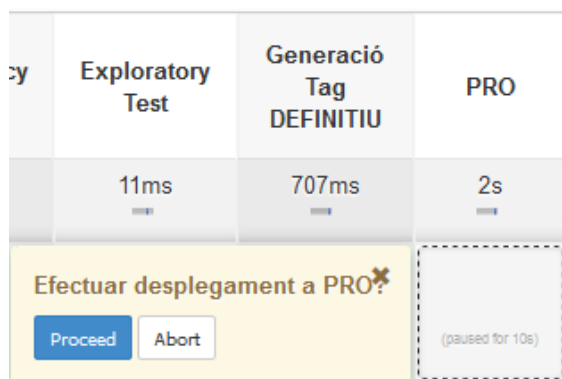 cy
Exploratory
Test
Generació
Tag
DEFINITIU
PRO
11ms
707ms
2s
Efectuar desplegament a PRO?
Proceed
Abort
(paused for 10s)